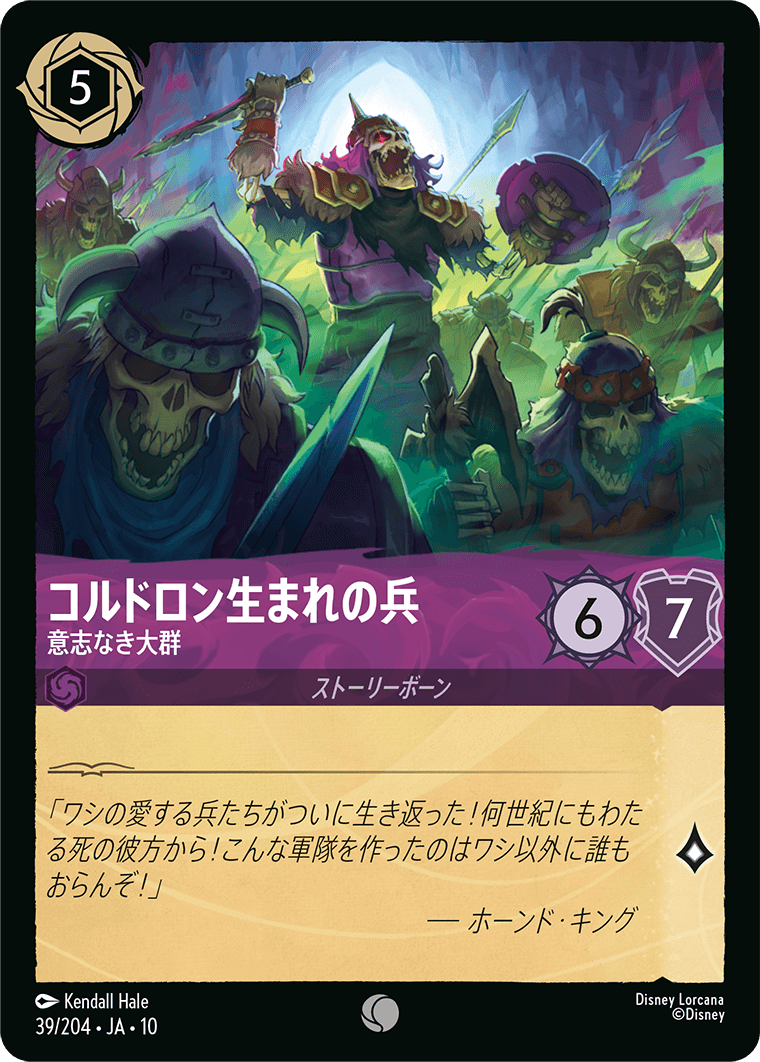 5
コルドロン生まれの兵
意志なき大群
6
7
ストーリーボーン
「ワシの愛する兵たちがついに生き返った!何世紀にもわた
る死の彼方から!こんな軍隊を作ったのはワシ以外に誰も
おらんぞ!」
— ホーンド・キング
Kendall Hale
39/204 • JA • 10
Disney Lorcana
©Disney